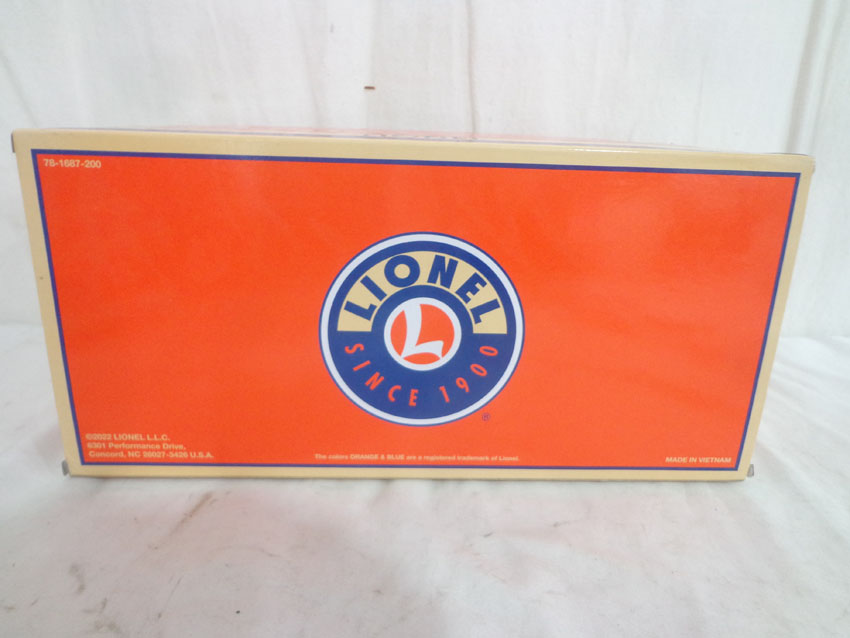 78-1687-200
LIONEL
L
SINCE 1900
®
©2022 LIONEL L.L.C.
6301 Performance Drive,
Concord, NC 28027-3426 U.S.A.
The colors ORANGE & BLUE are a registered trademark of Lionel.
MADE IN VIETNAM